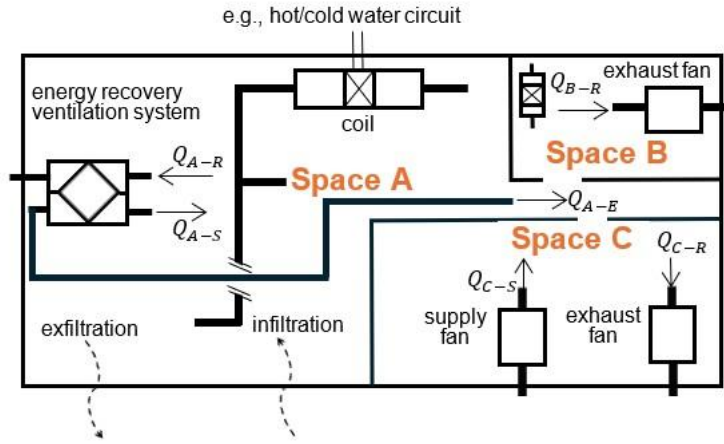 e.g., hot/cold water circuit
energy recovery
ventilation system
coil
exhaust fan
Q_{B-R}
Space B
Q_{A-R}
Space A
Q_{A-S}
Q_{A-E}
Space C
Q_{C-R}
Q_{C-S}
exfiltration
infiltration
supply
fan
exhaust
fan